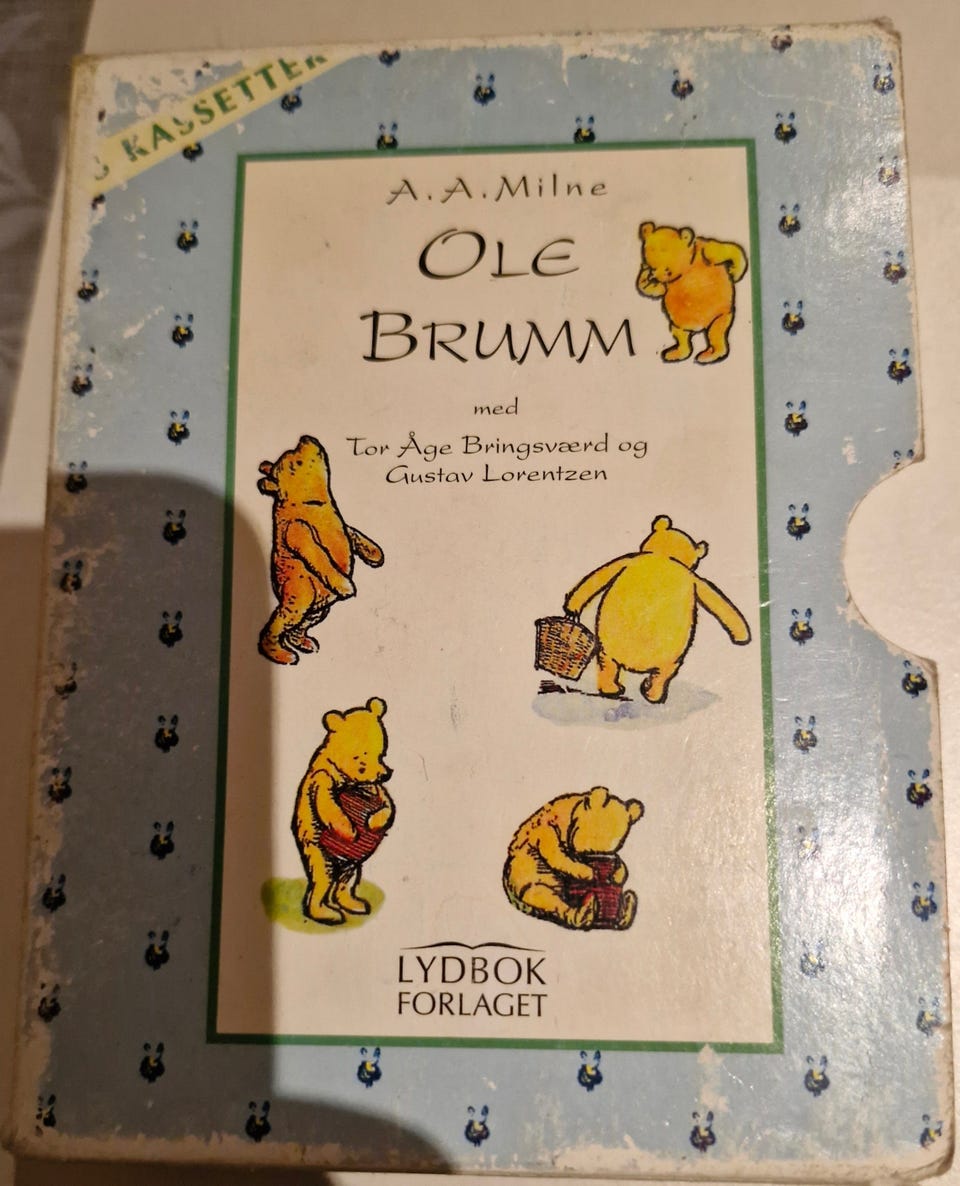 KASSETTER
A.A.Milne
OLE
BRUMM
med
Tor Åge Bringsværd og
Gustav Lorentzen
LYDBOK
FORLAGET